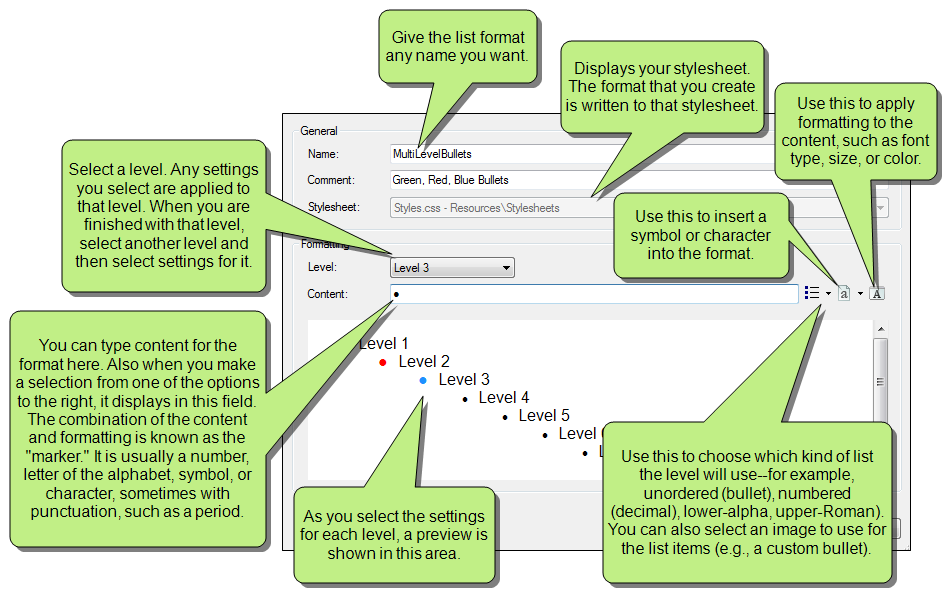 Give the list format
any name you want.
Displays your stylesheet.
The format that you create
is written to that stylesheet.
Use this to apply
formatting to the
content, such as font
type, size, or color.
General
Name:
MultiLevelBullets
Comment:
Green, Red, Blue Bullets
Stylesheet:
Styles.css - Resources\Stylesheets
Select a level. Any settings
you select are applied to
that level. When you are
finished with that level,
select another level and
then select settings for it.
Use this to insert a
symbol or character
into the format.
Formatting
Level:
Level 3
Content:
•
a
A
You can type content for the
format here. Also when you make
a selection from one of the options
to the right, it displays in this field.
The combination of the content
and formatting is known as the
"marker." It is usually a number,
letter of the alphabet, symbol, or
character, sometimes with
punctuation, such as a period.
Level 1
• Level 2
• Level 3
• Level 4
• Level 5
• Level
•
As you select the settings
for each level, a preview is
shown in this area.
Use this to choose which kind of list
the level will use--for example,
unordered (bullet), numbered
(decimal), lower-alpha, upper-Roman).
You can also select an image to use for
the list items (e.g., a custom bullet).